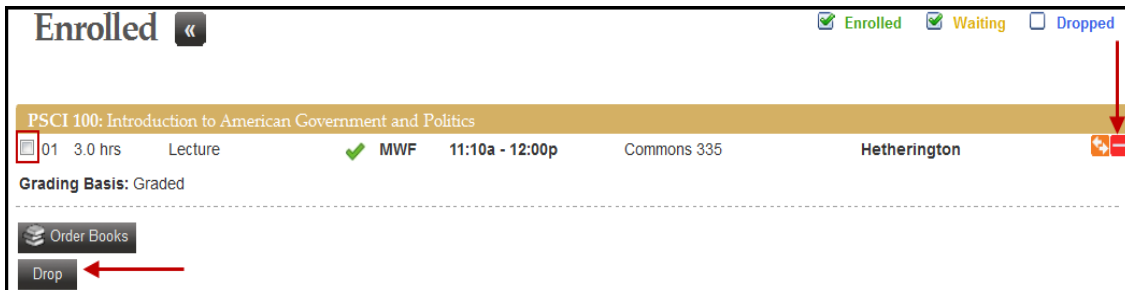 Enrolled «
Enrolled Waiting Dropped
PSCI 100: Introduction to American Government and Politics
01 3.0 hrs Lecture MWF 11:10a - 12:00p Commons 335 Hetherington
Grading Basis: Graded
Order Books
Drop